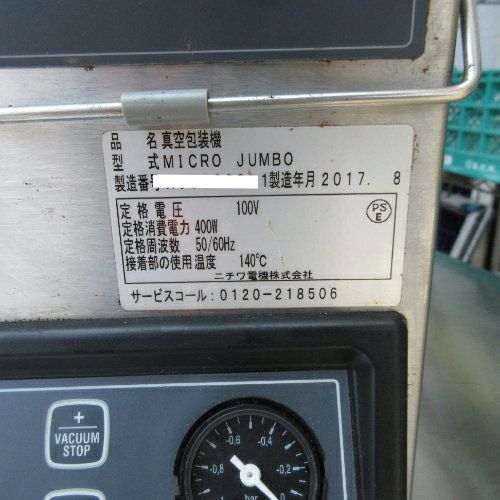 品 名 真空包装機
型 式 MICRO JUMBO
製造番号 1 製造年月 2017. 8
定格電圧 100V
定格消費電力 400W
定格周波数 50/60Hz
接着部の使用温度 140℃
PS
E
ニチワ電機株式会社
サービスコール:0120-218506
+
VACUUM
STOP
-0,6 -0,4
-0,8 -0,2
bar 0